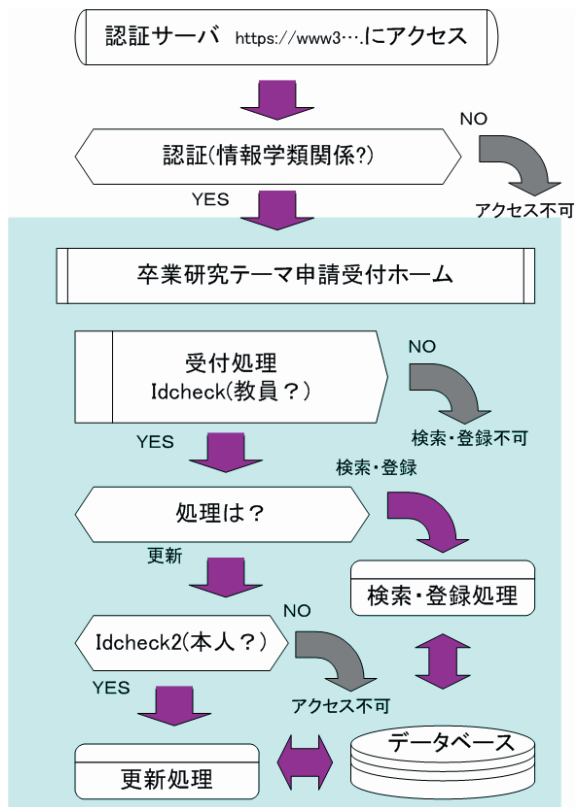 認証サーバ https://www3….にアクセス
NO
認証(情報学類関係?)
YES
アクセス不可
卒業研究テーマ申請受付ホーム
受付処理
Idcheck(教員？)
NO
検索・登録不可
YES
検索・登録
処理は？
更新
検索・登録処理
Idcheck2(本人？)
NO
YES
アクセス不可
データベース
更新処理